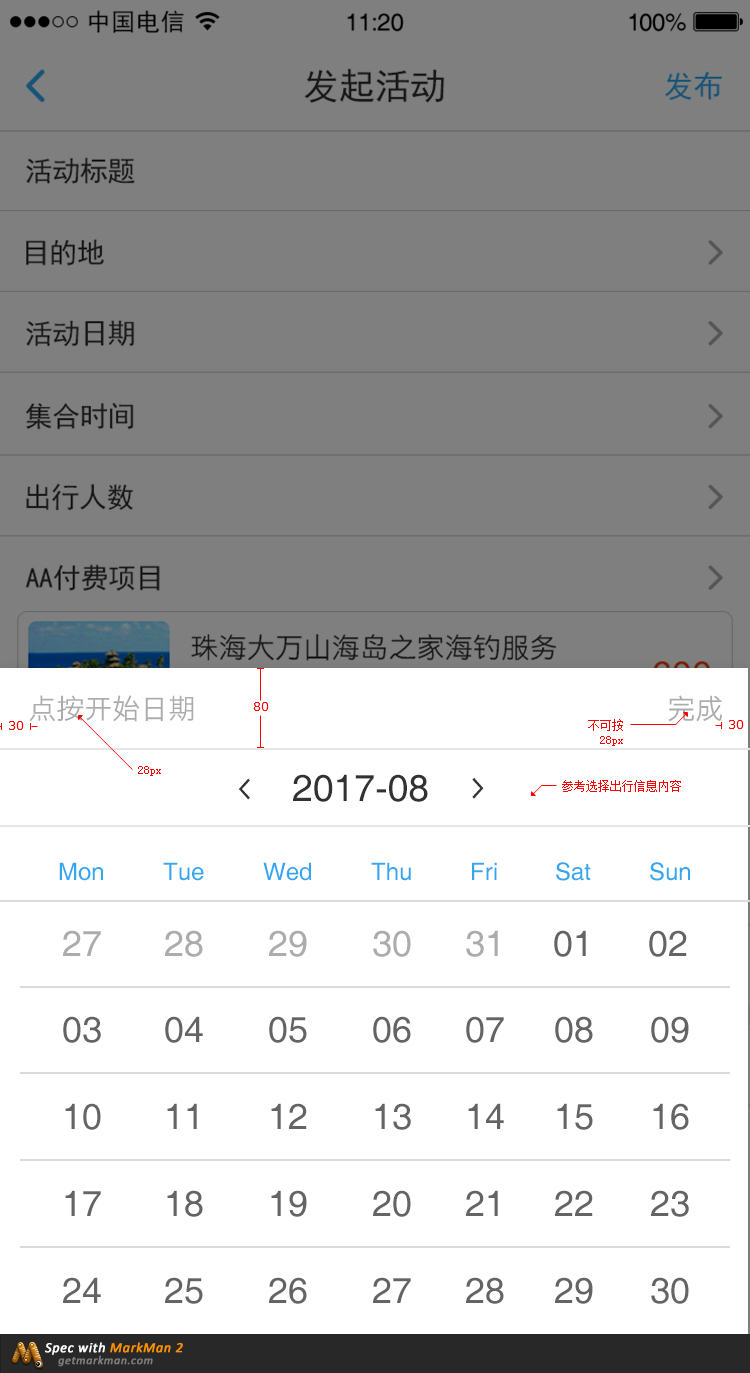 中国电信 11:20 100%
发起活动 发布
活动标题
目的地
活动日期
集合时间
出行人数
AA付费项目
珠海大万山海岛之家海钓服务
点按开始日期 80 完成
30 不可按 30
28px
28px
2017-08 参考选择出行信息内容
Mon Tue Wed Thu Fri Sat Sun
27 28 29 30 31 01 02
03 04 05 06 07 08 09
10 11 12 13 14 15 16
17 18 19 20 21 22 23
24 25 26 27 28 29 30
Spec with MarkMan 2
getmarkman.com